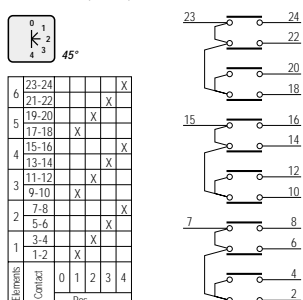 0
1
2
3
4
45°
6 23-24 X
21-22 X
5 19-20 X
17-18 X
4 15-16 X
13-14 X
3 11-12 X
9-10 X
2 7-8 X
5-6 X
1 3-4 X
1-2 X
Elements Contact 0 1 2 3 4
Pos
23 24
22
20
18
15 16
14
12
10
7 8
6
4
2